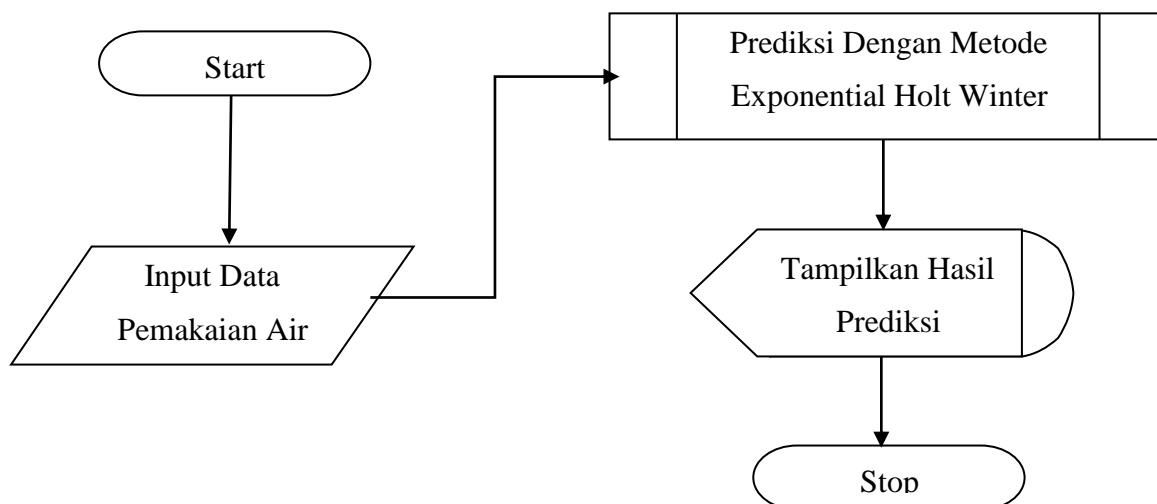 Start
Input Data
Pemakaian Air
Prediksi Dengan Metode
Exponential Holt Winter
Tampilkan Hasil
Prediksi
Stop